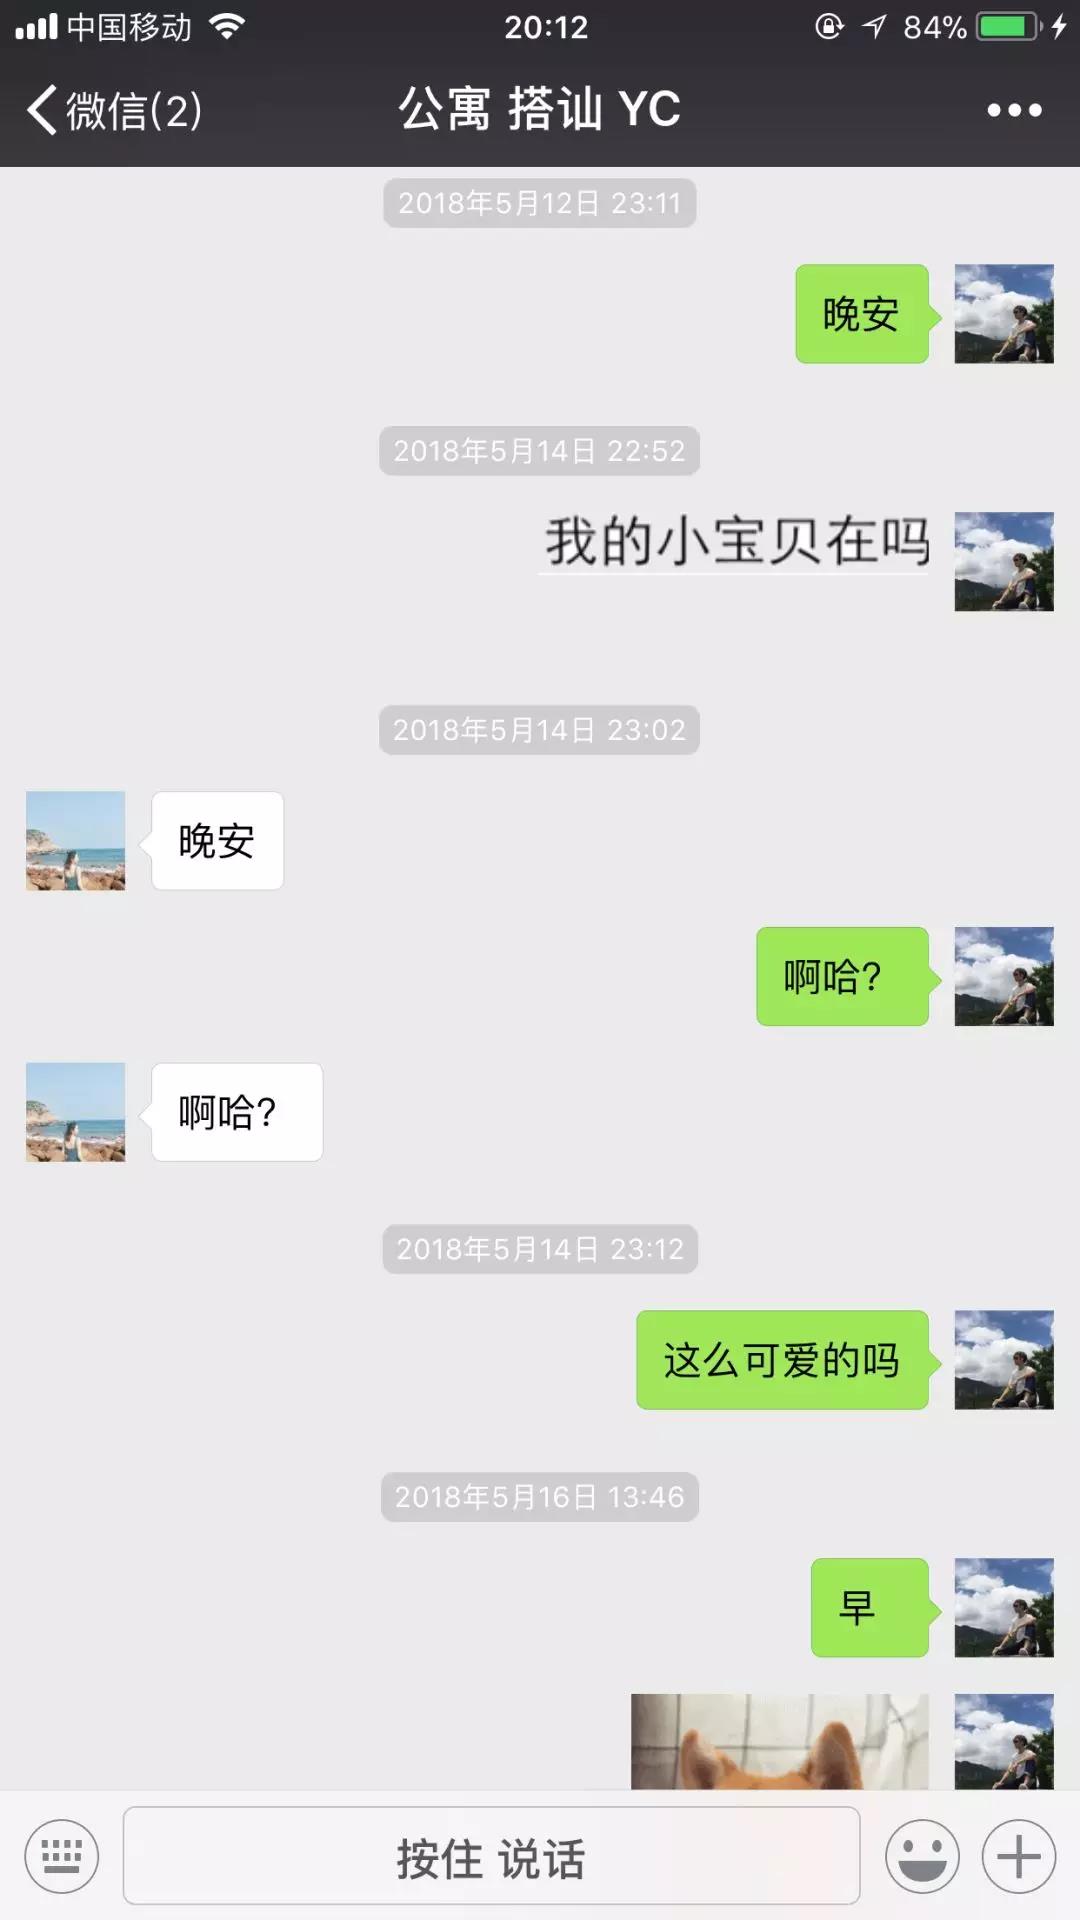 中国移动 20:12 84%
微信(2) 公寓 搭讪 YC
2018年5月12日 23:11
晚安
2018年5月14日 22:52
我的小宝贝在吗
2018年5月14日 23:02
晚安
啊哈?
啊哈?
2018年5月14日 23:12
这么可爱的吗
2018年5月16日 13:46
早
按住 说话